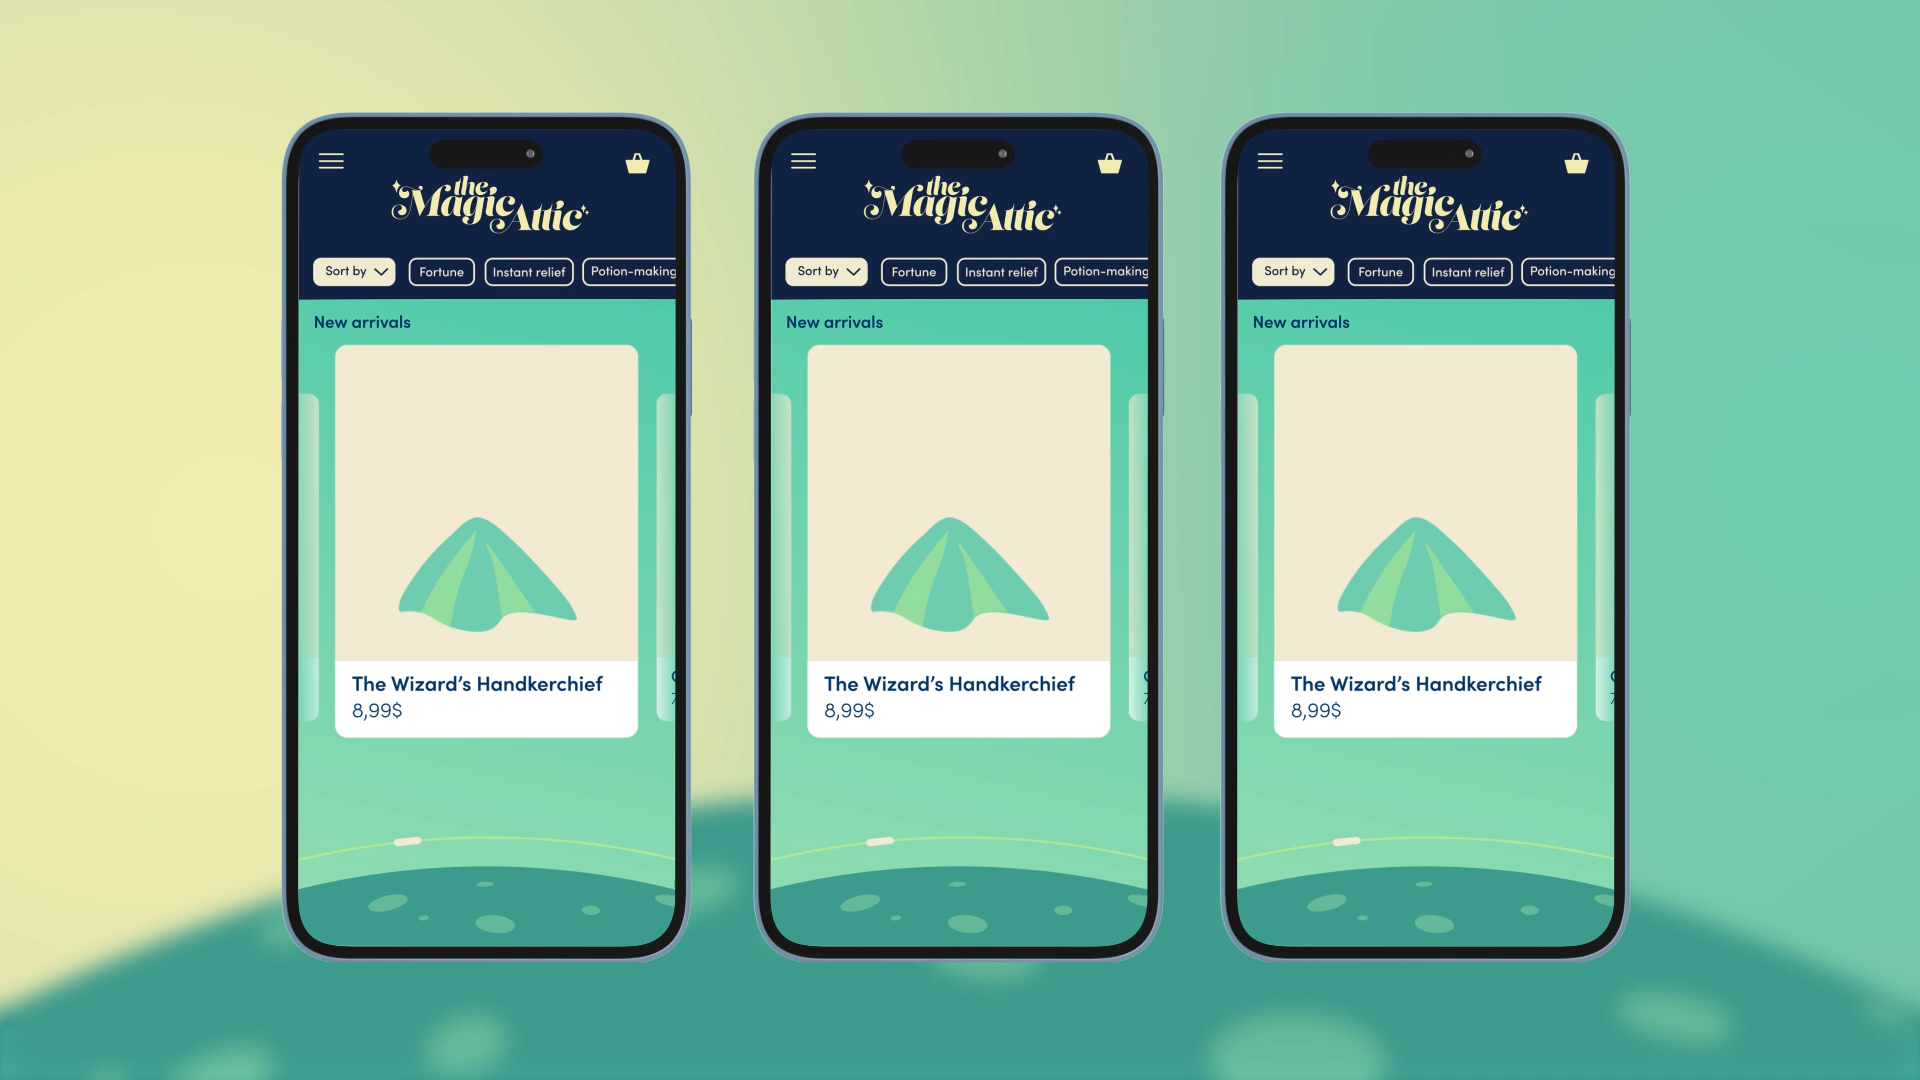 the
Magic Attic
Sort by
Fortune
Instant relief
Potion-making
New arrivals
The Wizard's Handkerchief
8,99$
the
Magic Attic
Sort by
Fortune
Instant relief
Potion-making
New arrivals
The Wizard's Handkerchief
8,99$
the
Magic Attic
Sort by
Fortune
Instant relief
Potion-making
New arrivals
The Wizard's Handkerchief
8,99$